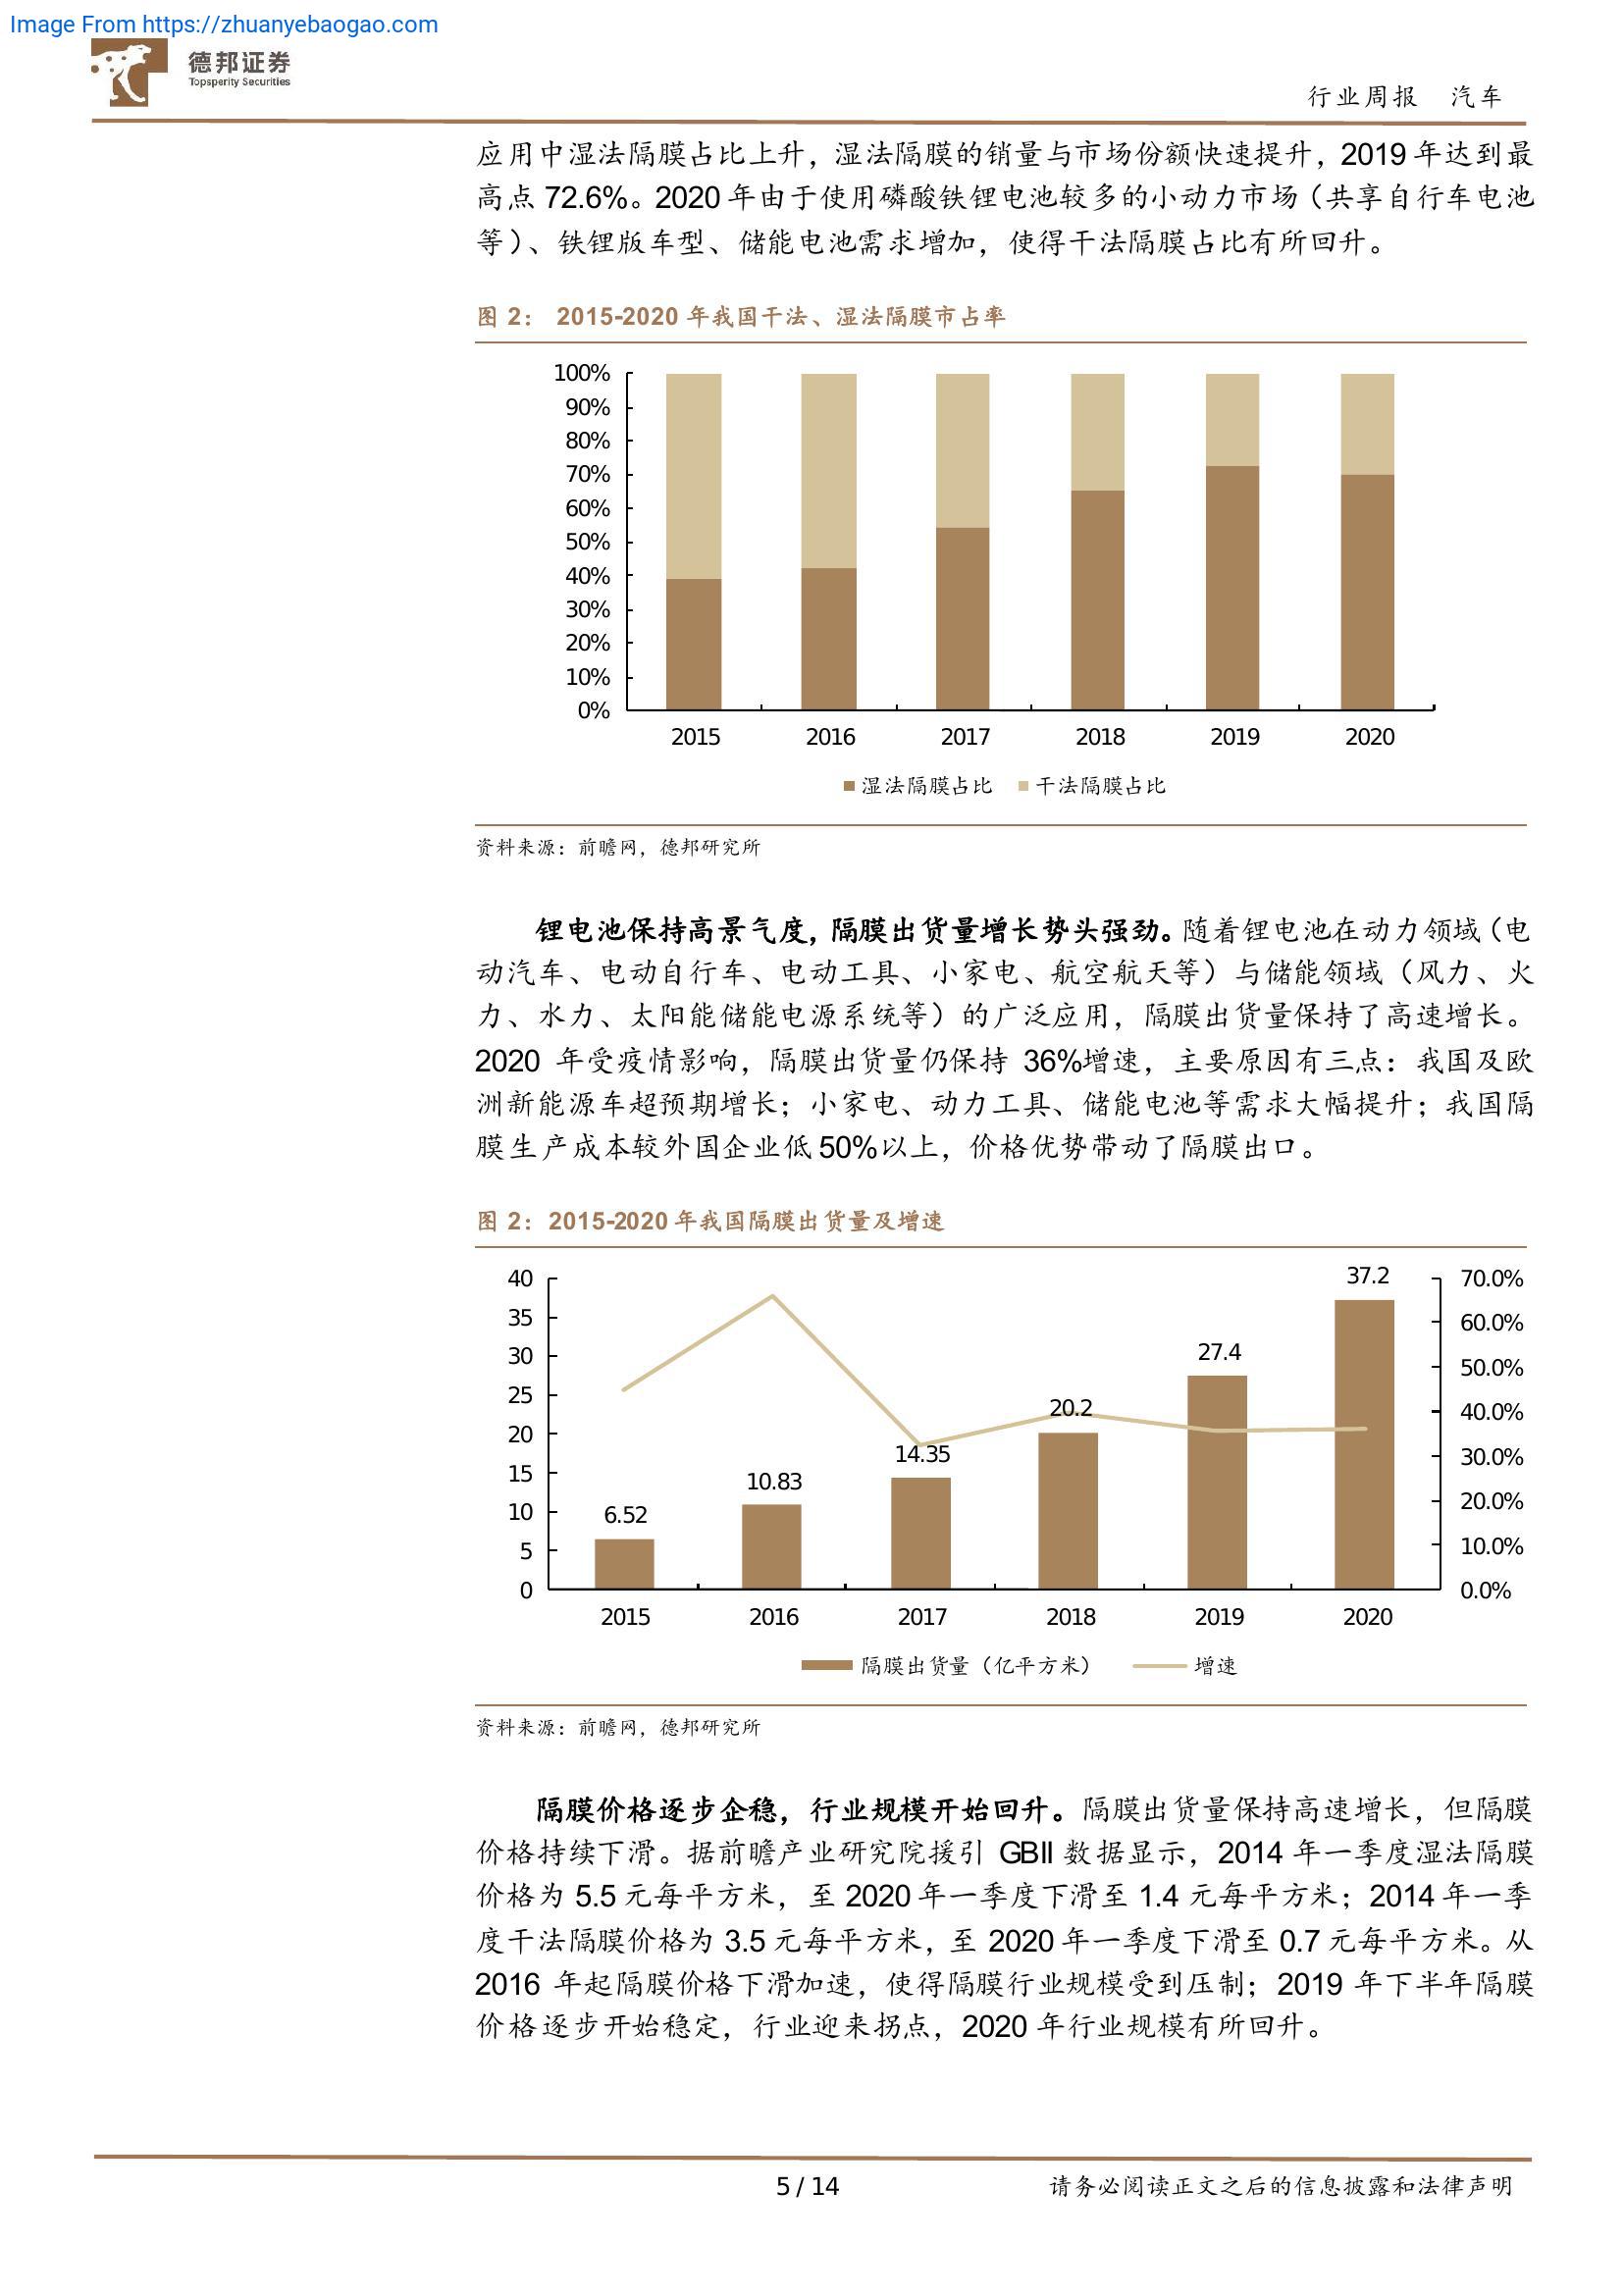 Image From https://zhuanyebaogao.com
德邦证券
Topsperity Securities
行业周报 汽车
应用中湿法隔膜占比上升，湿法隔膜的销量与市场份额快速提升，2019 年达到最
高点 72.6%。2020 年由于使用磷酸铁锂电池较多的小动力市场（共享自行车电池
等）、铁锂版车型、储能电池需求增加，使得干法隔膜占比有所回升。
图 2： 2015-2020 年我国干法、湿法隔膜市占率
100%
90%
80%
70%
60%
50%
40%
30%
20%
10%
0%
2015 2016 2017 2018 2019 2020
湿法隔膜占比 干法隔膜占比
资料来源：前瞻网，德邦研究所
锂电池保持高景气度，隔膜出货量增长势头强劲。随着锂电池在动力领域（电
动汽车、电动自行车、电动工具、小家电、航空航天等）与储能领域（风力、火
力、水力、太阳能储能电源系统等）的广泛应用，隔膜出货量保持了高速增长。
2020 年受疫情影响，隔膜出货量仍保持 36%增速，主要原因有三点：我国及欧
洲新能源车超预期增长；小家电、动力工具、储能电池等需求大幅提升；我国隔
膜生产成本较外国企业低 50%以上，价格优势带动了隔膜出口。
图 2：2015-2020 年我国隔膜出货量及增速
40
35
30
25
20
15
10
5
0
6.52
10.83
14.35
20.2
27.4
37.2
70.0%
60.0%
50.0%
40.0%
30.0%
20.0%
10.0%
0.0%
2015 2016 2017 2018 2019 2020
隔膜出货量（亿平方米） 增速
资料来源：前瞻网，德邦研究所
隔膜价格逐步企稳，行业规模开始回升。隔膜出货量保持高速增长，但隔膜
价格持续下滑。据前瞻产业研究院援引 GBII 数据显示，2014 年一季度湿法隔膜
价格为 5.5 元每平方米，至 2020 年一季度下滑至 1.4 元每平方米；2014 年一季
度干法隔膜价格为 3.5 元每平方米，至 2020 年一季度下滑至 0.7 元每平方米。从
2016 年起隔膜价格下滑加速，使得隔膜行业规模受到压制；2019 年下半年隔膜
价格逐步开始稳定，行业迎来拐点，2020 年行业规模有所回升。
5 / 14
请务必阅读正文之后的信息披露和法律声明